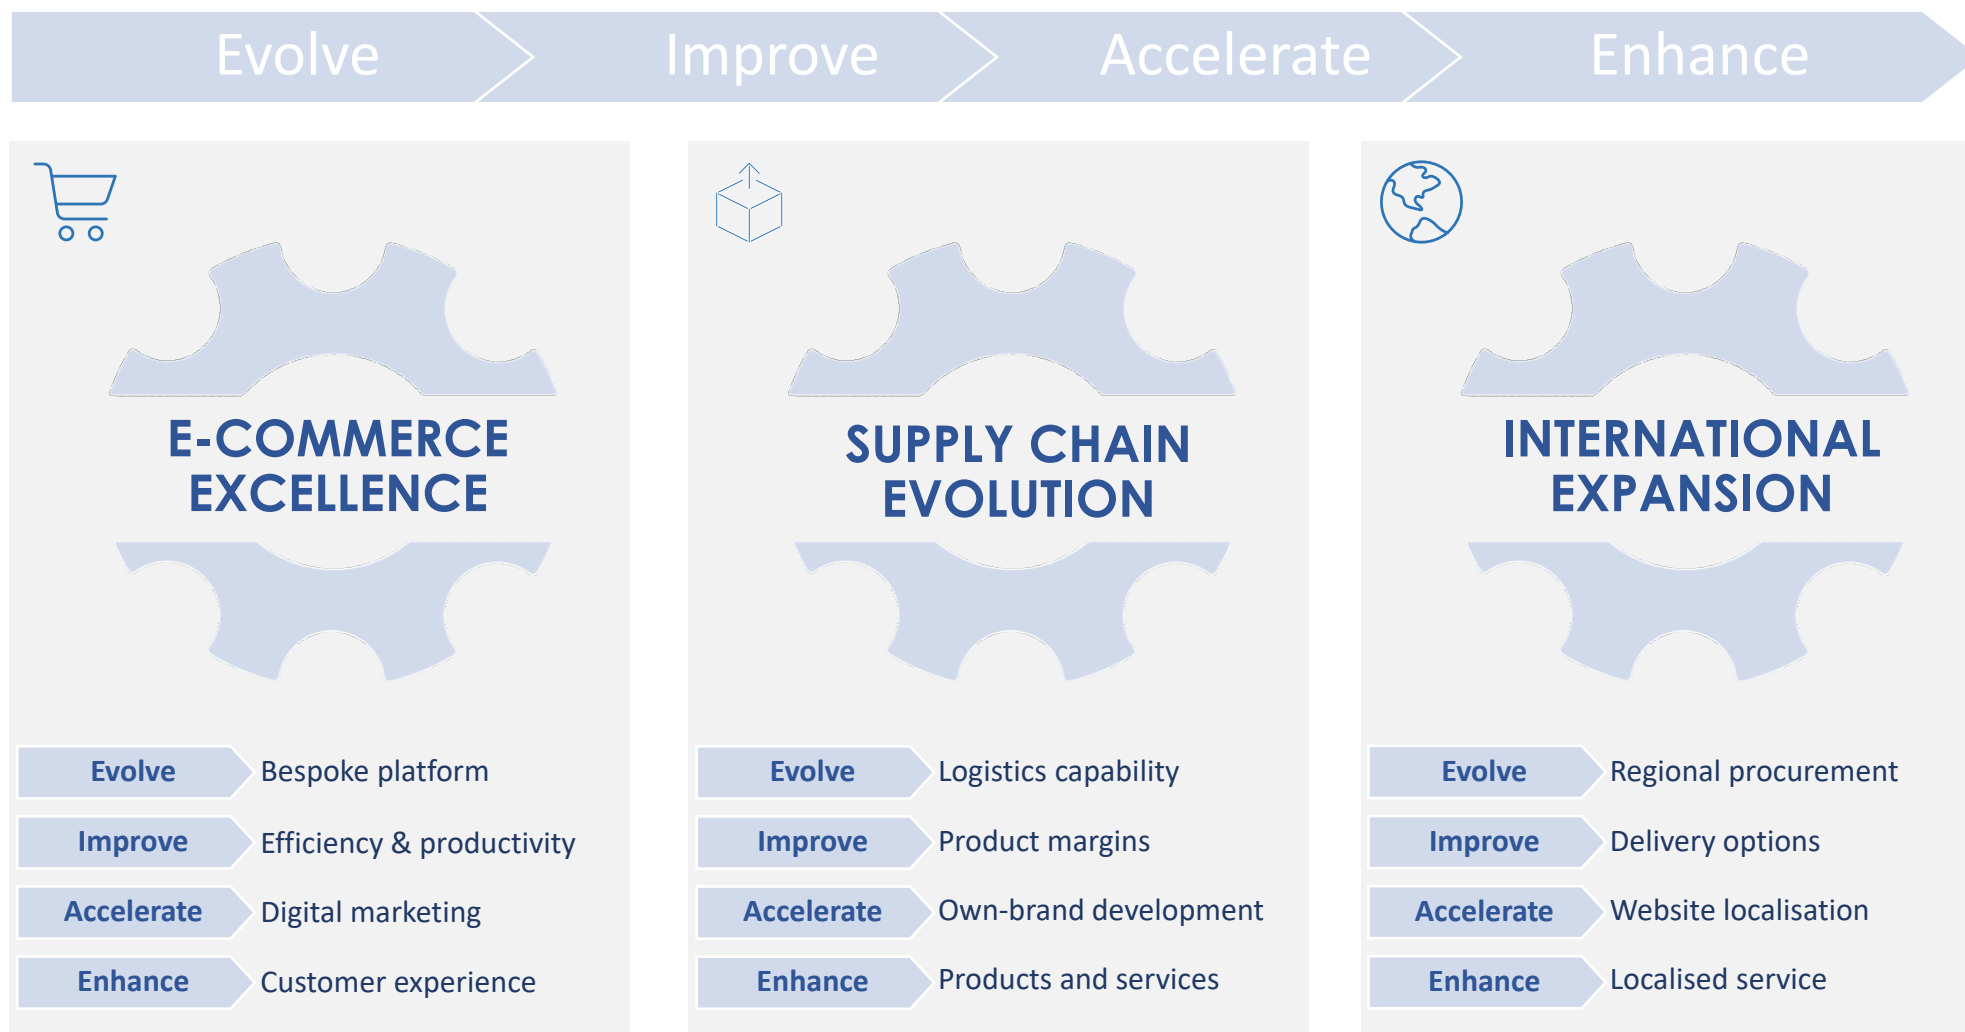 Evolve
Improve
Accelerate
Enhance
E-COMMERCE
EXCELLENCE
Evolve Bespoke platform
Improve Efficiency & productivity
Accelerate Digital marketing
Enhance Customer experience
SUPPLY CHAIN
EVOLUTION
Evolve Logistics capability
Improve Product margins
Accelerate Own-brand development
Enhance Products and services
INTERNATIONAL
EXPANSION
Evolve Regional procurement
Improve Delivery options
Accelerate Website localisation
Enhance Localised service